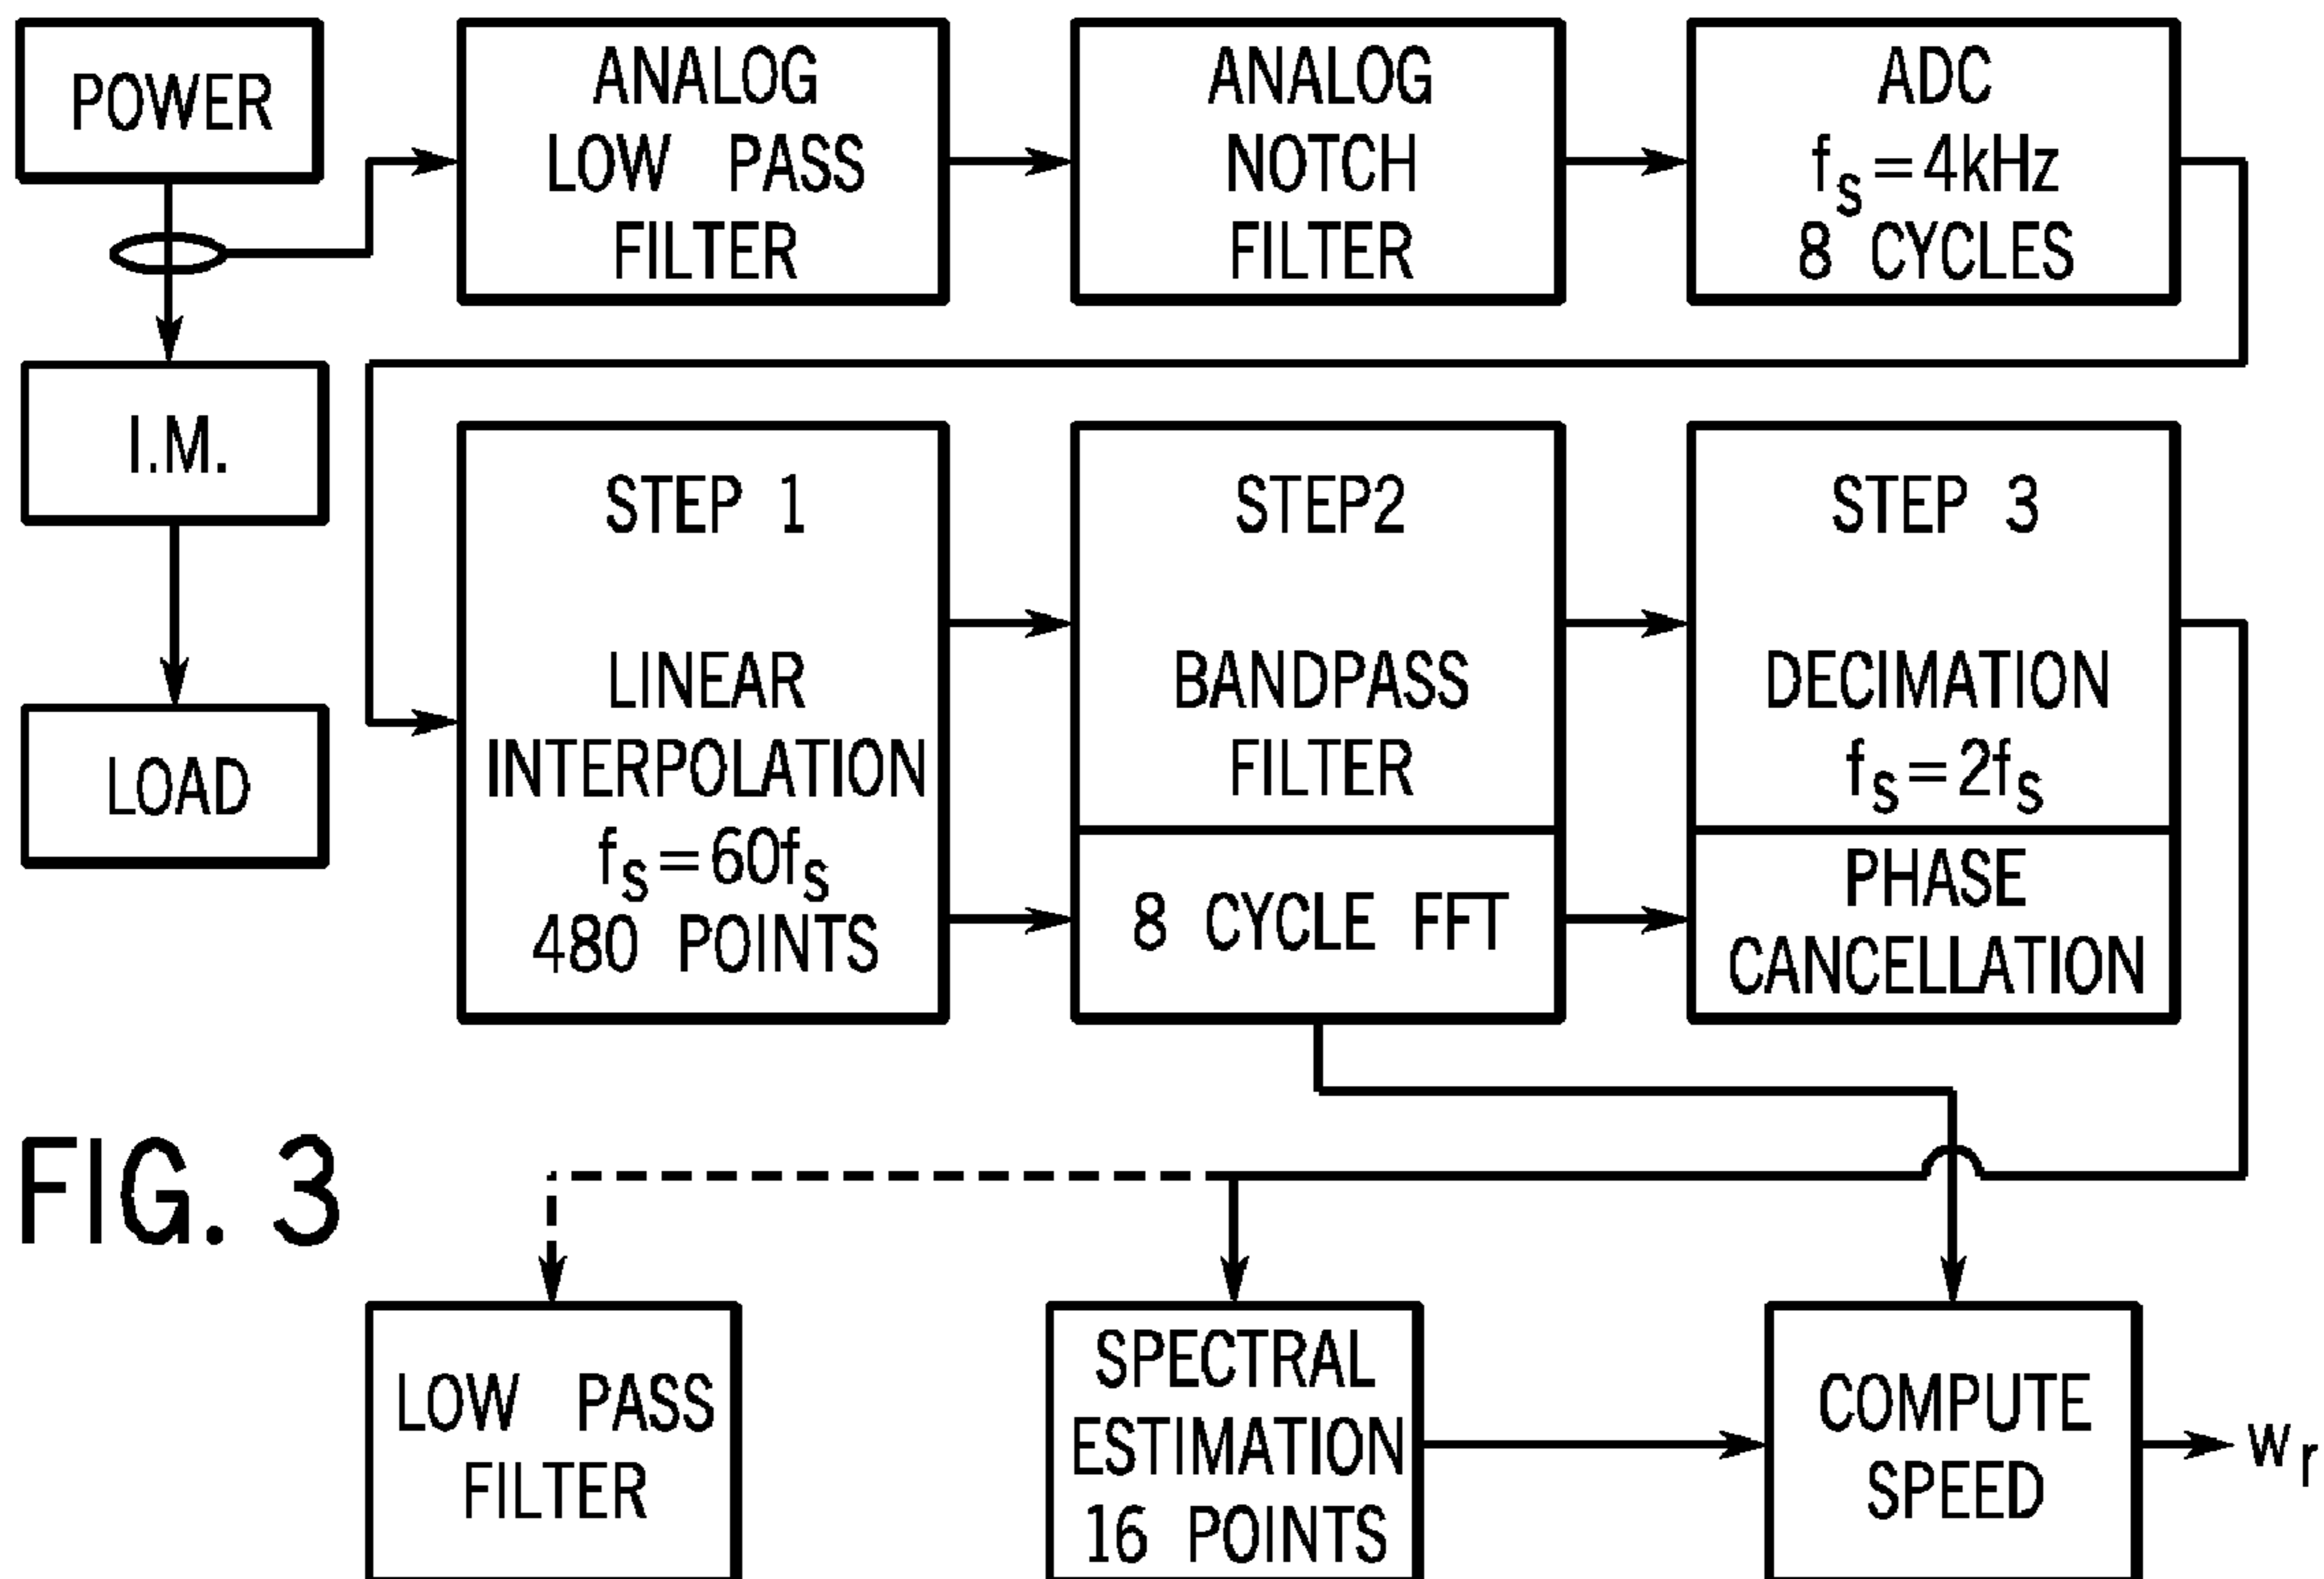 POWER
ANALOG
LOW PASS
FILTER
ANALOG
NOTCH
FILTER
ADC
fs = 4kHz
8 CYCLES
I.M.
LOAD
STEP 1
LINEAR
INTERPOLATION
fs = 60fs
480 POINTS
STEP2
BANDPASS
FILTER
8 CYCLE FFT
STEP 3
DECIMATION
fs = 2fs
PHASE
CANCELLATION
FIG. 3
LOW PASS
FILTER
SPECTRAL
ESTIMATION
16 POINTS
COMPUTE
SPEED
wr